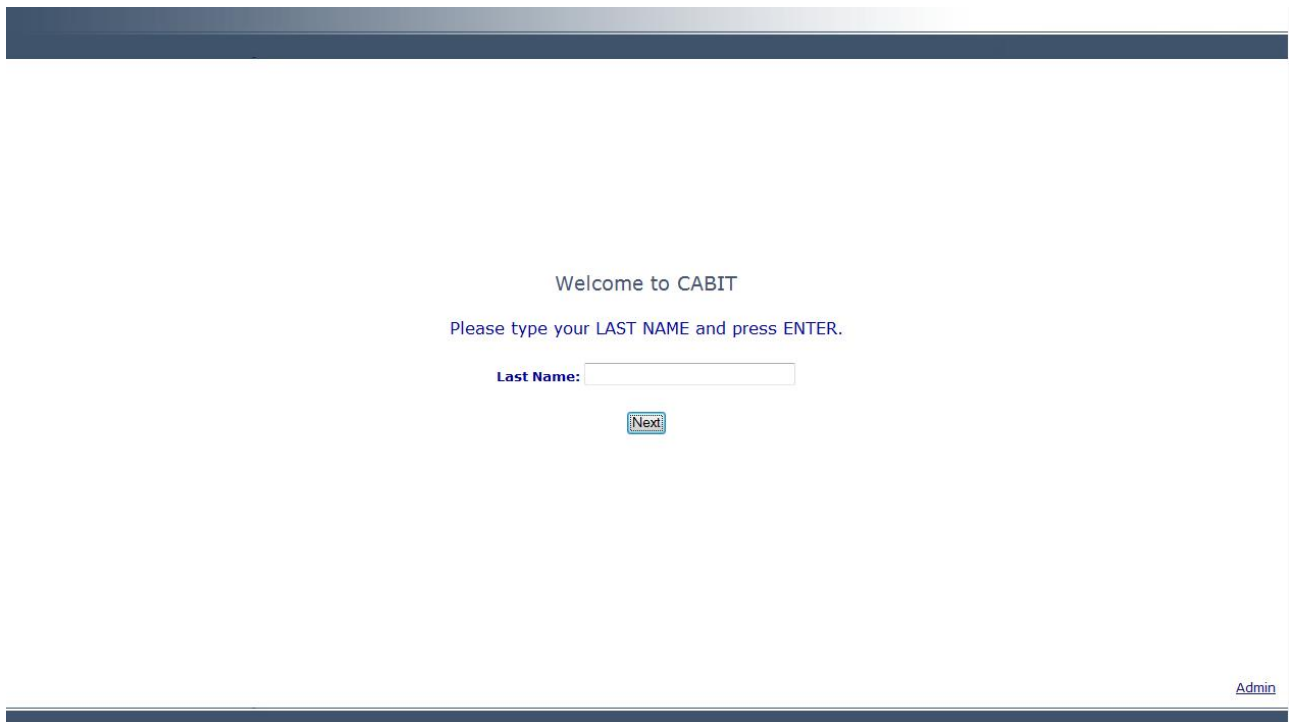 Welcome to CABIT
Please type your LAST NAME and press ENTER.
Last Name:
Next
Admin